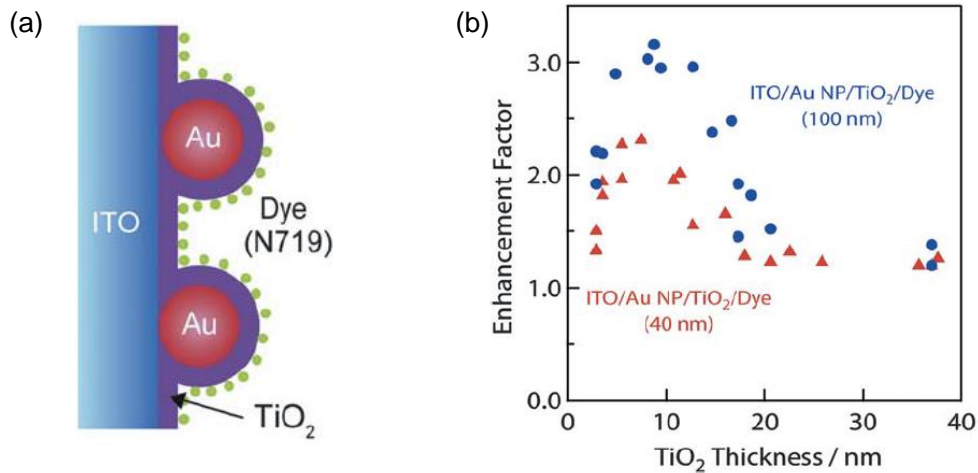 (a)
Au
ITO
Dye
(N719)
Au
TiO₂
(b)
Enhancement Factor
3.0
2.0
1.0
0.0
ITO/Au NP/TiO₂/Dye
(100 nm)
ITO/Au NP/TiO₂/Dye
(40 nm)
0 10 20 30 40
TiO₂ Thickness / nm